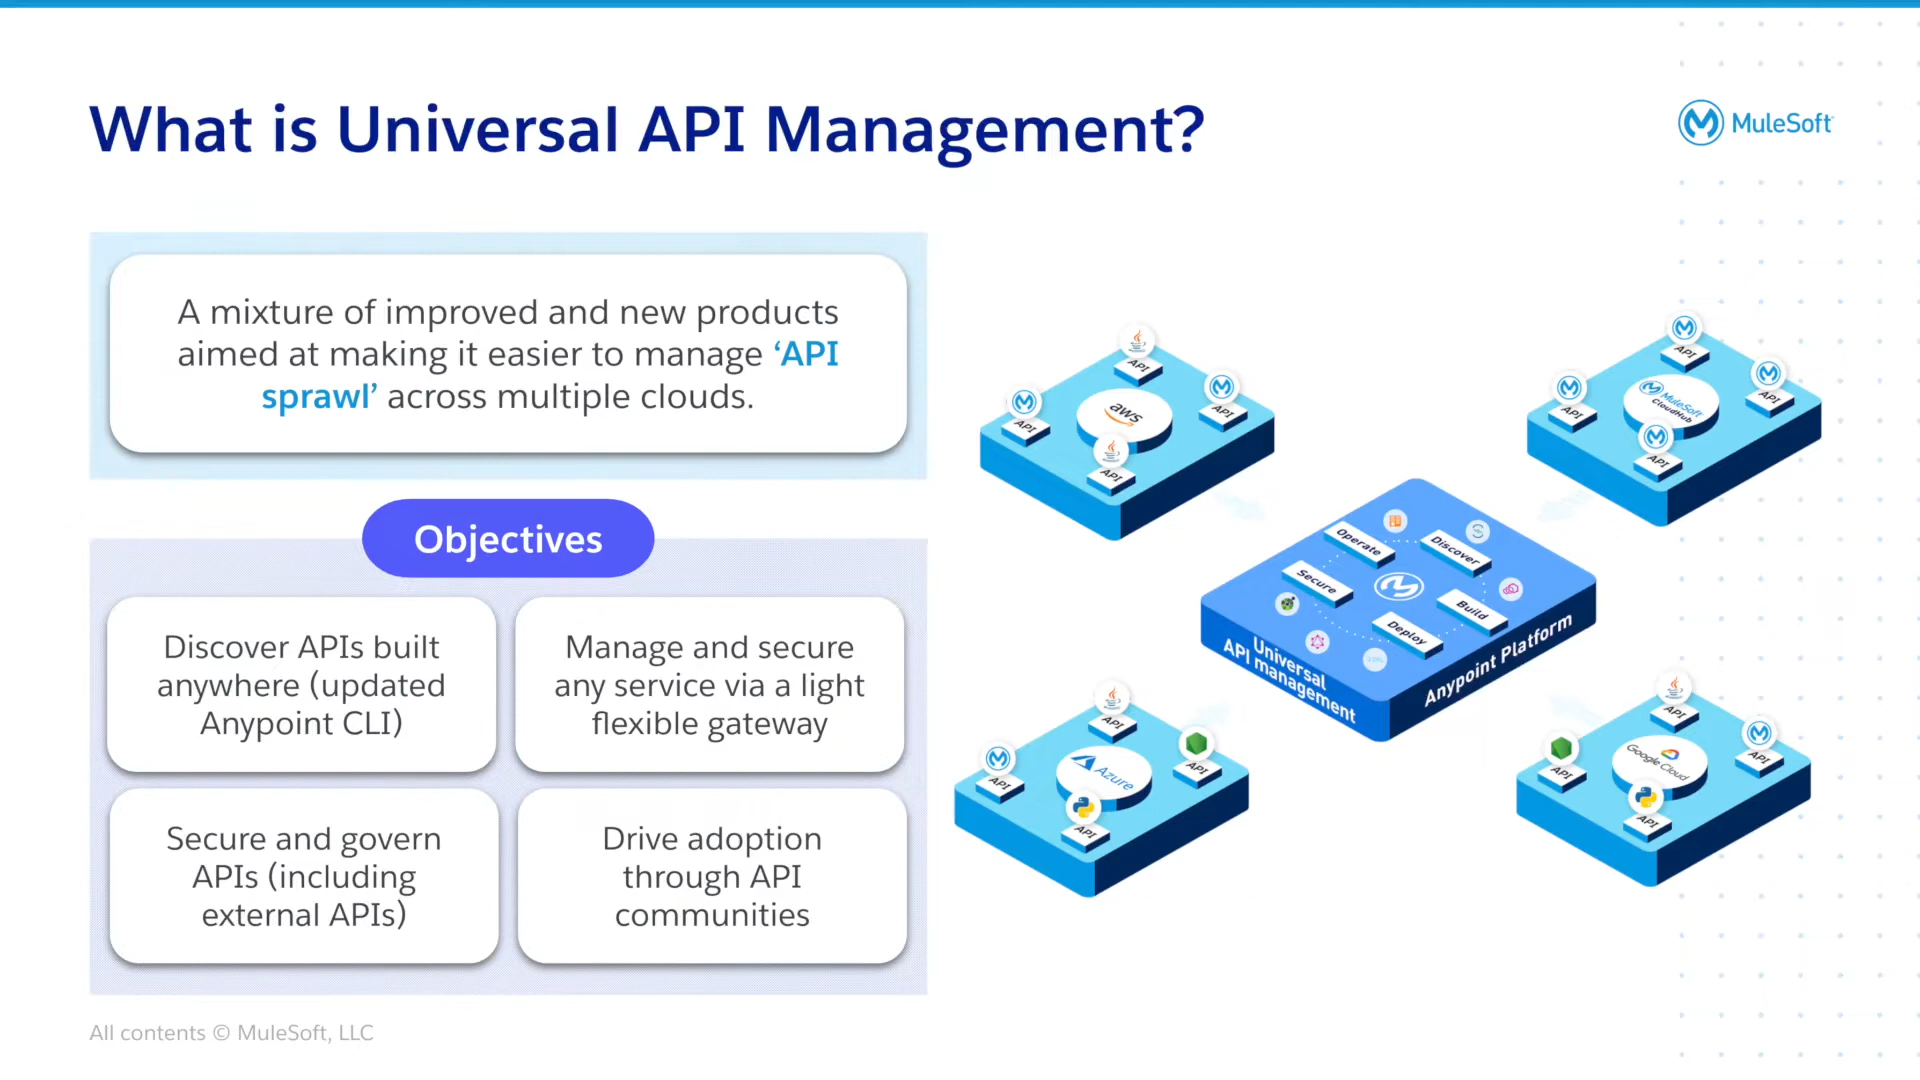 What is Universal API Management?
MuleSoft
A mixture of improved and new products
aimed at making it easier to manage ‘API
sprawl’ across multiple clouds.
Objectives
Discover APIs built
anywhere (updated
Anypoint CLI)
Manage and secure
any service via a light
flexible gateway
Secure and govern
APIs (including
external APIs)
Drive adoption
through API
communities
API
API
aws
API
API
API
API
MuleSoft
CloudHub
API
API
Operate
Discover
Secure
Build
Deploy
Universal
API management
Anypoint Platform
API
API
Azure
API
API
API
API
Google Cloud
API
API
All contents © MuleSoft, LLC